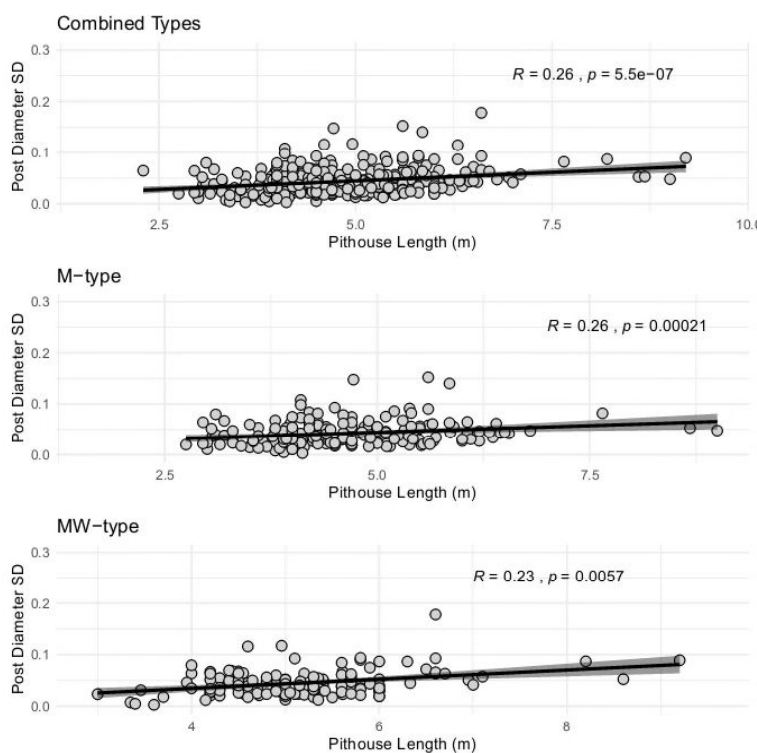 Combined Types
0.3
R = 0.26 , p = 5.5e−07
0.2
0.1
0.0
Post Diameter SD
2.5 5.0 7.5 10.0
Pithouse Length (m)
M−type
0.3
R = 0.26 , p = 0.00021
0.2
0.1
0.0
Post Diameter SD
2.5 5.0 7.5
Pithouse Length (m)
MW−type
0.3
R = 0.23 , p = 0.0057
0.2
0.1
0.0
Post Diameter SD
4 6 8
Pithouse Length (m)